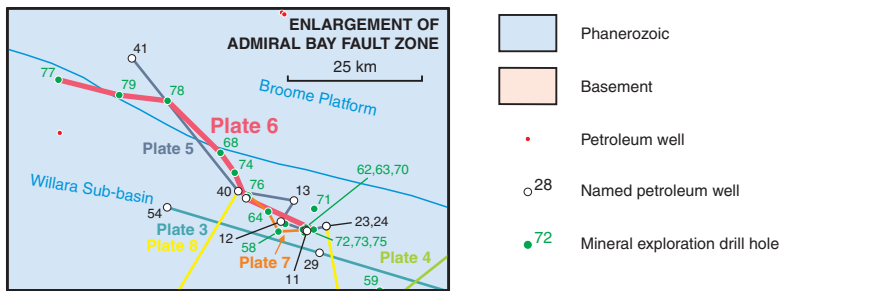 ENLARGEMENT OF
ADMIRAL BAY FAULT ZONE
25 km
41
77
79
78
Broome Platform
Plate 6
Plate 5
68
74
62,63,70
Willara Sub-basin
40
76
13
54
64
71
23,24
Plate 3
12
Plate 8
58
72,73,75
Plate 7
29
Plate 4
11
59
Phanerozoic
Basement
Petroleum well
28
Named petroleum well
72
Mineral exploration drill hole